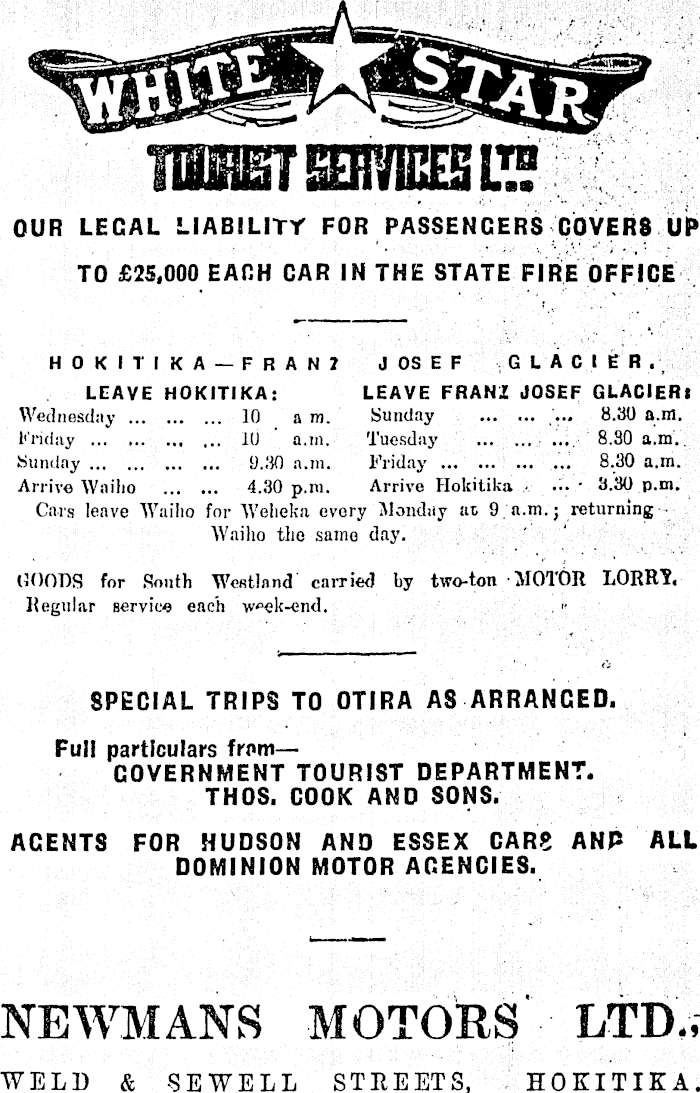 WHITE STAR
TOURIST SERVICES LTD
OUR LEGAL LIABILITY FOR PASSENGERS COVERS UP
TO £25,000 EACH CAR IN THE STATE FIRE OFFICE
HOKITIKA—FRANZ JOSEF GLACIER.
LEAVE HOKITIKA:
Wednesday ... ... ... 10 a m.
Friday ... ... ... ... 10 a.m.
Sunday ... ... ... ... 9.30 a.m.
Arrive Waiho ... ... 4.30 p.m.
LEAVE FRANZ JOSEF GLACIER:
Sunday ... ... ... 8.30 a.m.
Tuesday ... ... ... 8.30 a.m.
Friday ... ... ... ... 8.30 a.m.
Arrive Hokitika ... 3.30 p.m.
Cars leave Waiho for Weheka every Monday at 9 a.m.; returning
Waiho the same day.
GOODS for South Westland carried by two-ton MOTOR LORRY.
Regular service each week-end.
SPECIAL TRIPS TO OTIRA AS ARRANGED.
Full particulars from—
GOVERNMENT TOURIST DEPARTMENT.
THOS. COOK AND SONS.
AGENTS FOR HUDSON AND ESSEX CARS AND ALL
DOMINION MOTOR AGENCIES.
NEWMANS MOTORS LTD.,
WELD & SEWELL STREETS, HOKITIKA.